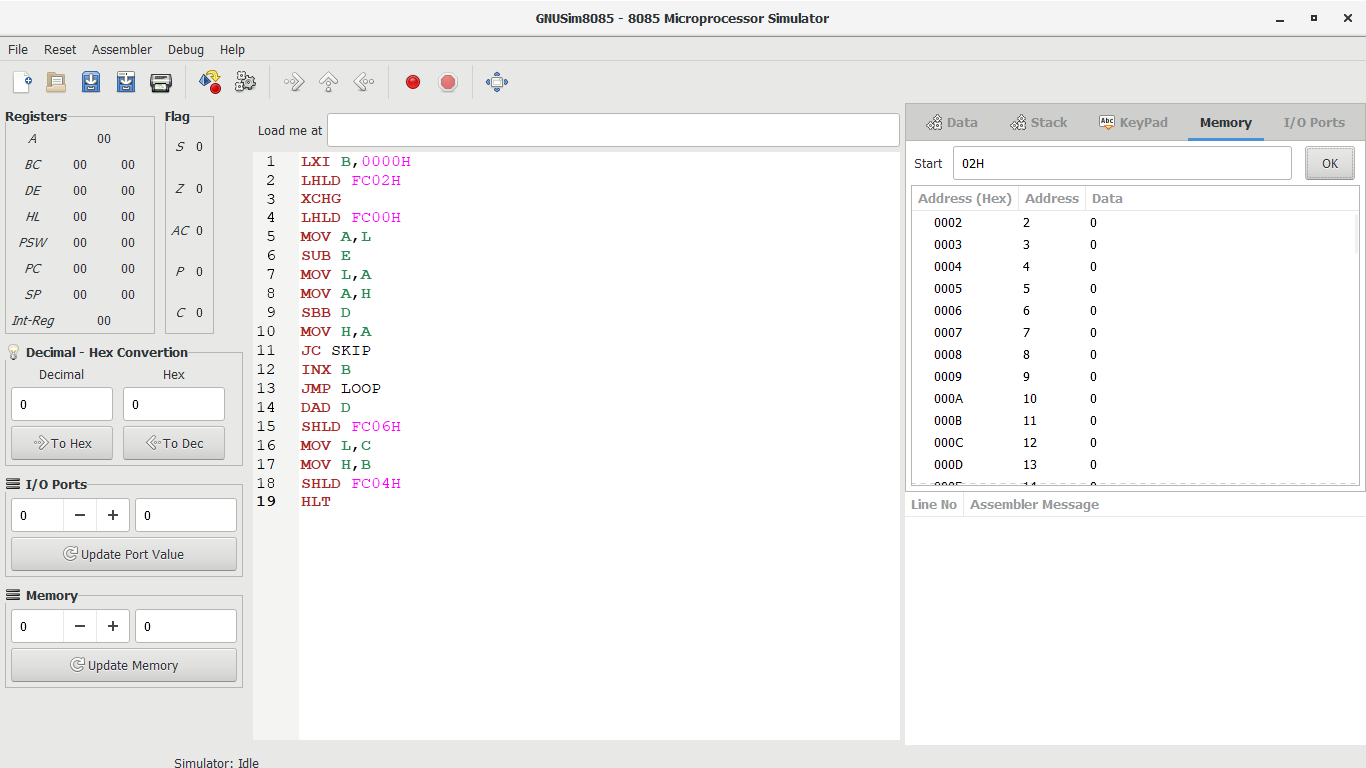 GNUSim8085 - 8085 Microprocessor Simulator
File Reset Assembler Debug Help
Registers
A 00
BC 00 00
DE 00 00
HL 00 00
PSW 00 00
PC 00 00
SP 00 00
Int-Reg 00
Flag
S 0
Z 0
AC 0
P 0
C 0
Decimal - Hex Convertion
Decimal Hex
0 0
To Hex To Dec
I/O Ports
0 − + 0
Update Port Value
Memory
0 − + 0
Update Memory
Load me at
1 LXI B,0000H
2 LHLD FC02H
3 XCHG
4 LHLD FC00H
5 MOV A,L
6 SUB E
7 MOV L,A
8 MOV A,H
9 SBB D
10 MOV H,A
11 JC SKIP
12 INX B
13 JMP LOOP
14 DAD D
15 SHLD FC06H
16 MOV L,C
17 MOV H,B
18 SHLD FC04H
19 HLT
Data Stack Abc KeyPad Memory I/O Ports
Start 02H OK
Address (Hex) Address Data
0002 2 0
0003 3 0
0004 4 0
0005 5 0
0006 6 0
0007 7 0
0008 8 0
0009 9 0
000A 10 0
000B 11 0
000C 12 0
000D 13 0
Line No Assembler Message
Simulator: Idle